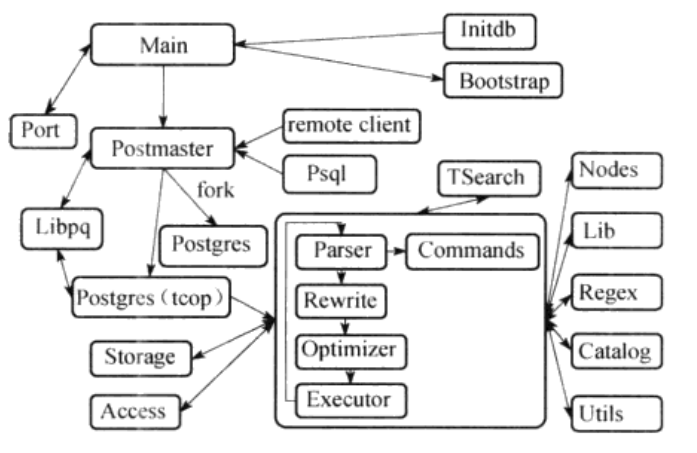 Initdb
Main
Bootstrap
Port
remote client
Postmaster
Psql
fork
TSearch
Nodes
Libpq
Postgres
Lib
Parser
Commands
Postgres（tcop）
Rewrite
Regex
Storage
Optimizer
Catalog
Access
Executor
Utils